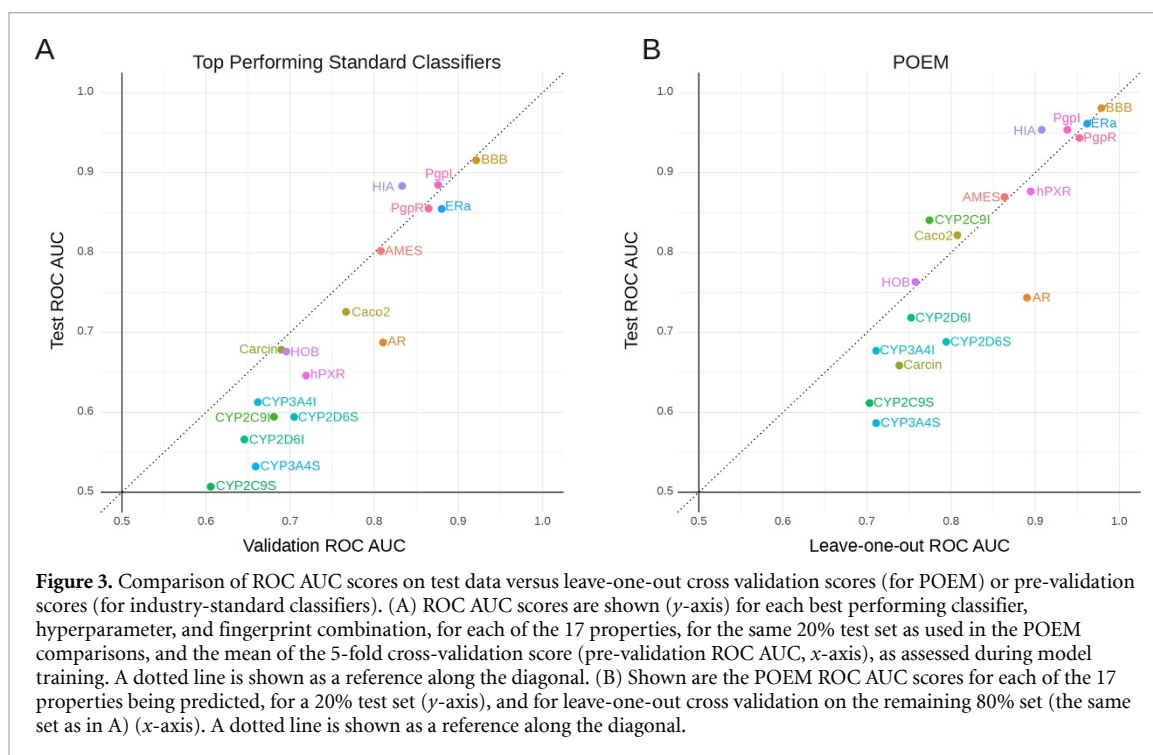 A
Top Performing Standard Classifiers
1.0
0.9
0.8
0.7
0.6
0.5
Test ROC AUC
BBB
PgpI
HIA
PgpR
ERa
AMES
Caco2
AR
Carcin
HOB
hPXR
CYP3A4I
CYP2C9I
CYP2D6S
CYP2D6I
CYP3A4S
CYP2C9S
0.5 0.6 0.7 0.8 0.9 1.0
Validation ROC AUC
B
POEM
1.0
0.9
0.8
0.7
0.6
0.5
Test ROC AUC
BBB
PgpI
ERa
HIA
PgpR
hPXR
AMES
CYP2C9I
Caco2
HOB
AR
CYP2D6I
CYP2D6S
CYP3A4I
Carcin
CYP2C9S
CYP3A4S
0.5 0.6 0.7 0.8 0.9 1.0
Leave-one-out ROC AUC
Figure 3. Comparison of ROC AUC scores on test data versus leave-one-out cross validation scores (for POEM) or pre-validation
scores (for industry-standard classifiers). (A) ROC AUC scores are shown (y-axis) for each best performing classifier,
hyperparameter, and fingerprint combination, for each of the 17 properties, for the same 20% test set as used in the POEM
comparisons, and the mean of the 5-fold cross-validation score (pre-validation ROC AUC, x-axis), as assessed during model
training. A dotted line is shown as a reference along the diagonal. (B) Shown are the POEM ROC AUC scores for each of the 17
properties being predicted, for a 20% test set (y-axis), and for leave-one-out cross validation on the remaining 80% set (the same
set as in A) (x-axis). A dotted line is shown as a reference along the diagonal.